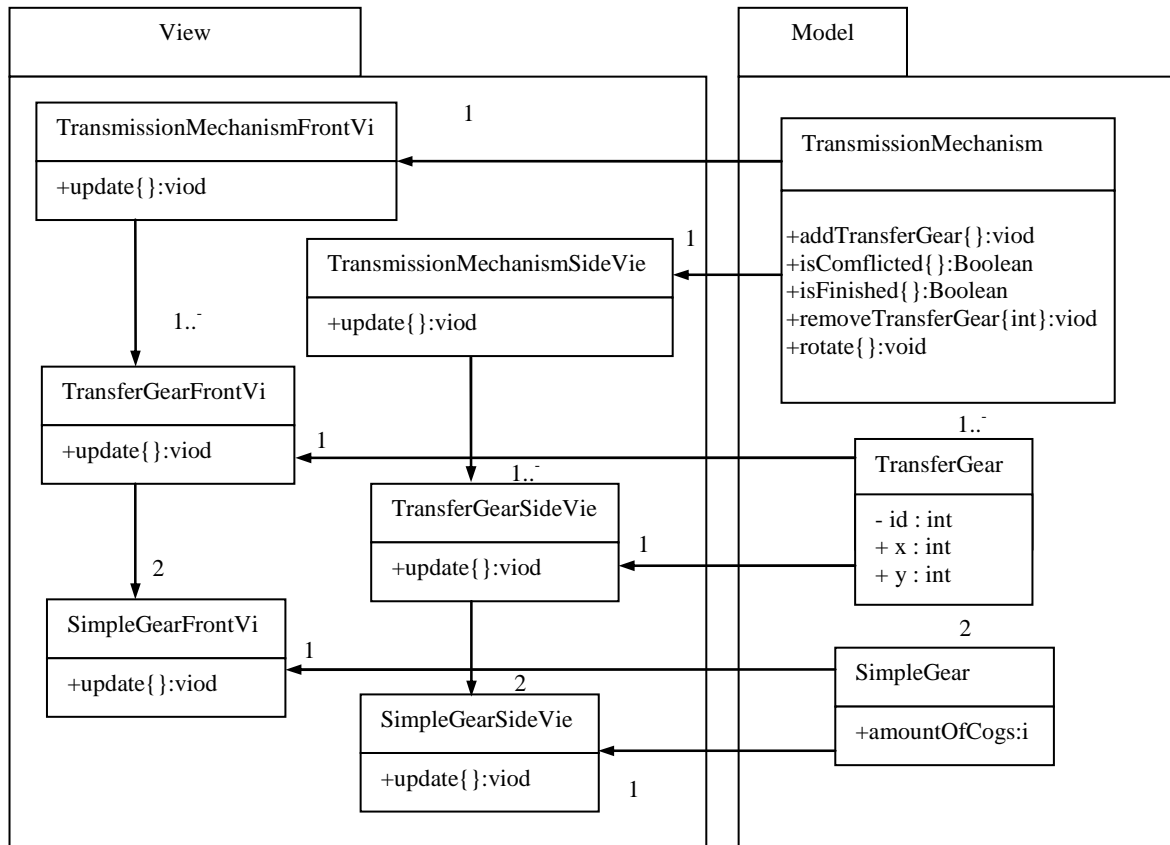 View
Model
1
TransmissionMechanismFrontVi
+update{}:viod
TransmissionMechanism
+addTransferGear{}:viod
+isComflicted{}:Boolean
+isFinished{}:Boolean
+removeTransferGear{int}:viod
+rotate{}:void
1
TransmissionMechanismSideVie
+update{}:viod
1..-
TransferGearFrontVi
+update{}:viod
1
1..-
TransferGear
- id : int
+ x : int
+ y : int
1..-
TransferGearSideVie
+update{}:viod
1
2
SimpleGearFrontVi
+update{}:viod
1
2
SimpleGear
+amountOfCogs:i
2
SimpleGearSideVie
+update{}:viod
1